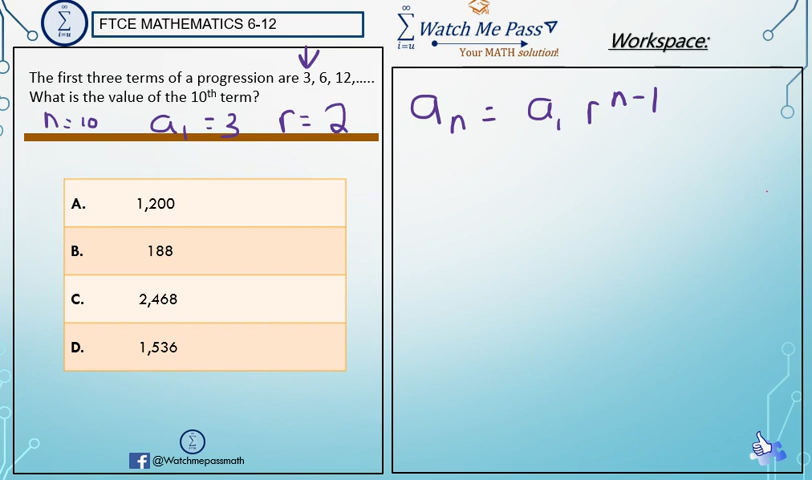 FTCE MATHEMATICS 6-12
∞
Σ
i=u
∞
Σ Watch Me Pass
i=u
Your MATH solution!
Workspace:
The first three terms of a progression are 3, 6, 12,.....
What is the value of the 10th term?
n=10 a₁ =3 r= 2
aₙ = a₁ rⁿ⁻¹
A. 1,200
B. 188
C. 2,468
D. 1,536
@Watchmepassmath